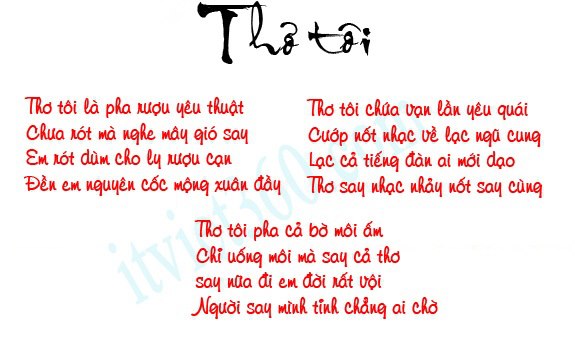 Thơ tôi
Thơ tôi là pha rượu yêu thuật
Chưa rót mà nghe mây gió say
Em rót dùm cho ly rượu cạn
Đền em nguyên cốc mộng xuân đầy
Thơ tôi chứa vạn lần yêu quái
Cướp nốt nhạc về lạc ngũ cung
Lạc cả tiếng đàn ai mới dạo
Thơ say nhạc nhảy nốt say cùng
Thơ tôi pha cả bờ môi ấm
Chỉ uống môi mà say cả thơ
say nữa đi em đời rất vội
Người say mình tỉnh chẳng ai chờ